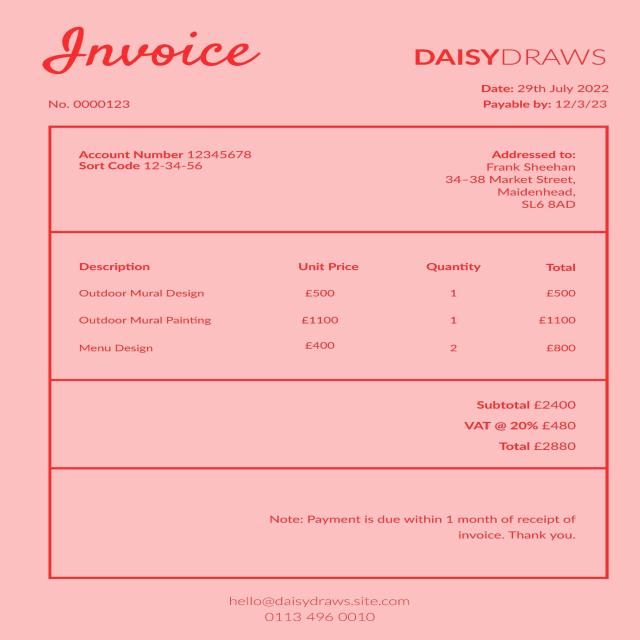 Invoice
DAISYDRAWS
Date: 29th July 2022
No. 0000123
Payable by: 12/3/23
Account Number 12345678
Sort Code 12-34-56
Addressed to:
Frank Sheehan
34–38 Market Street,
Maidenhead,
SL6 8AD
Description Unit Price Quantity Total
Outdoor Mural Design £500 1 £500
Outdoor Mural Painting £1100 1 £1100
Menu Design £400 2 £800
Subtotal £2400
VAT @ 20% £480
Total £2880
Note: Payment is due within 1 month of receipt of
invoice. Thank you.
hello@daisydraws.site.com
0113 496 0010